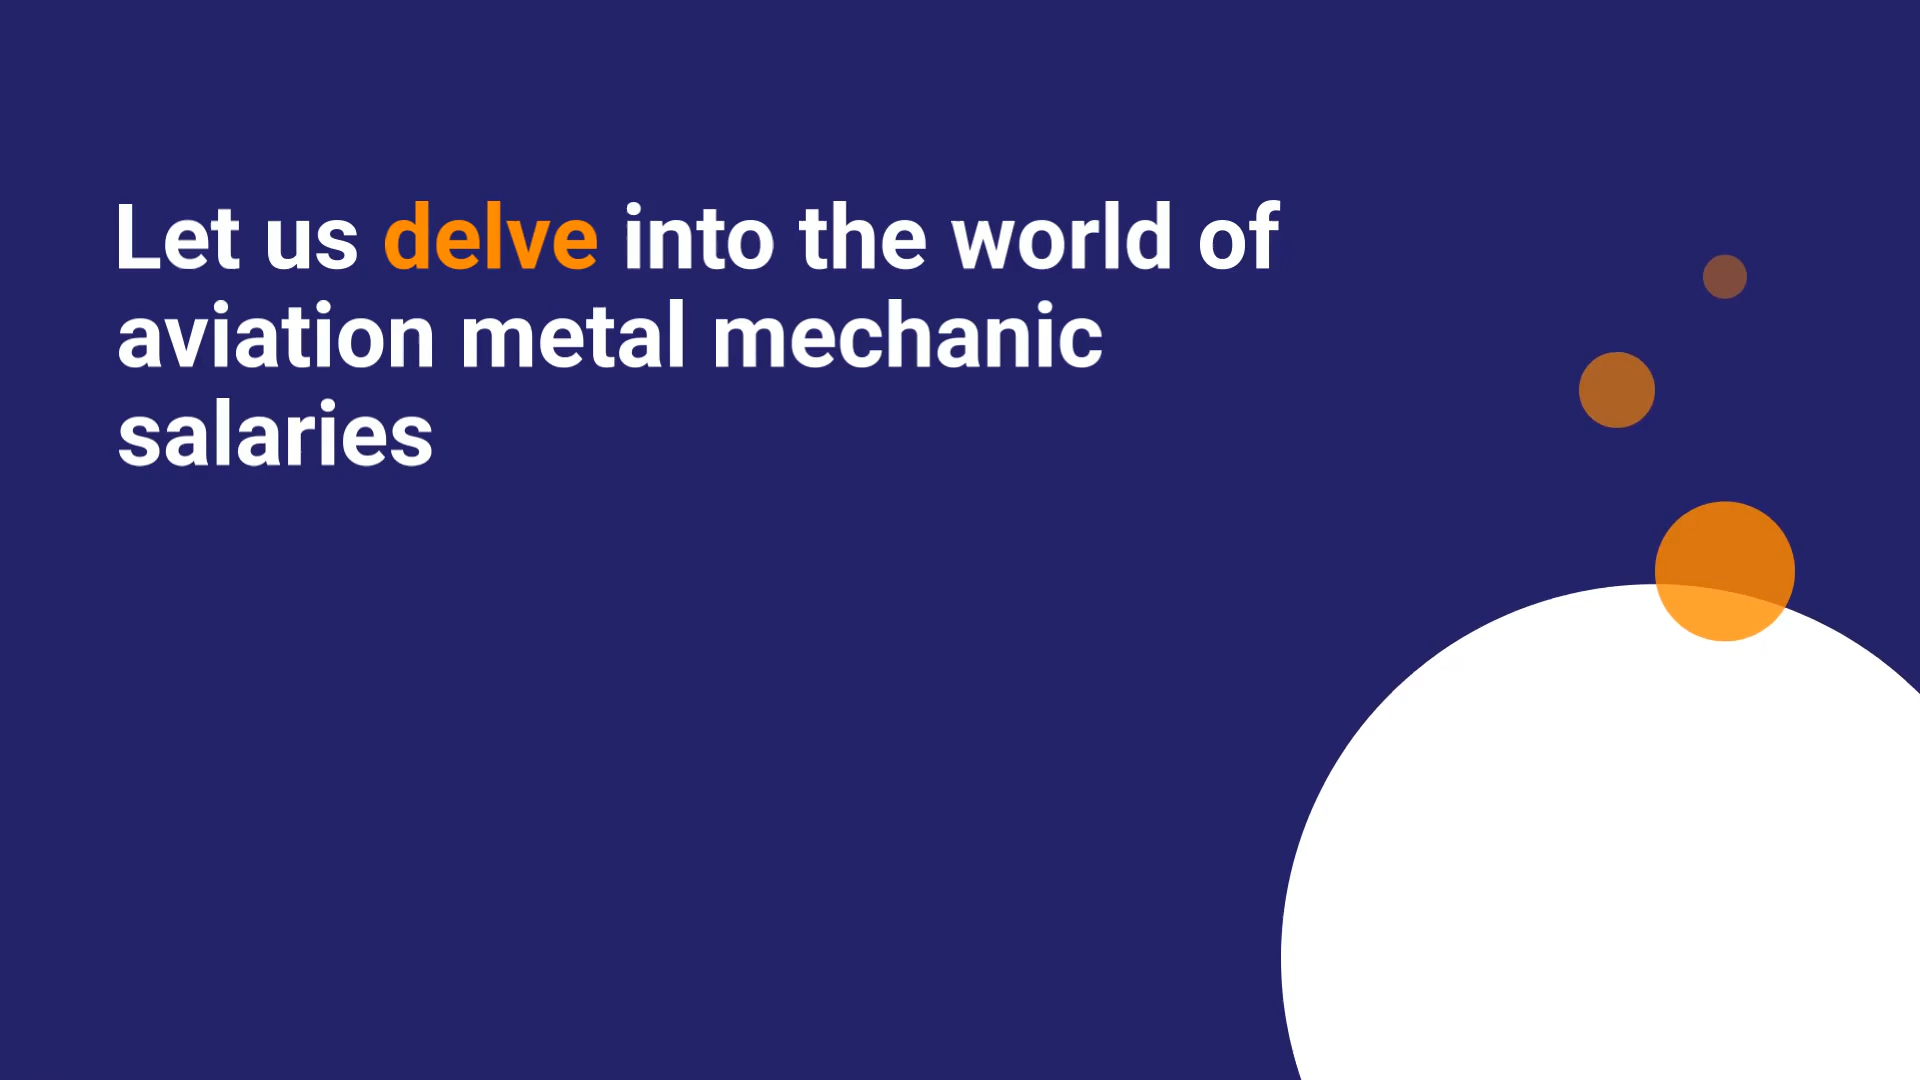 Let us delve into the world of
aviation metal mechanic
salaries